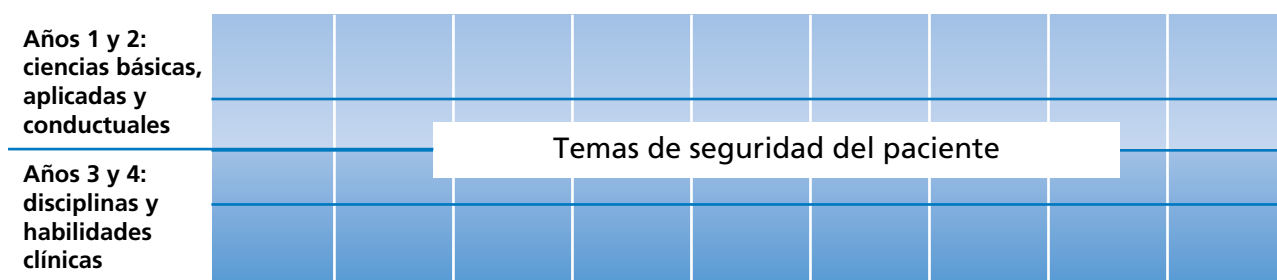 Años 1 y 2:
ciencias básicas,
aplicadas y
conductuales
Temas de seguridad del paciente
Años 3 y 4:
disciplinas y
habilidades
clínicas